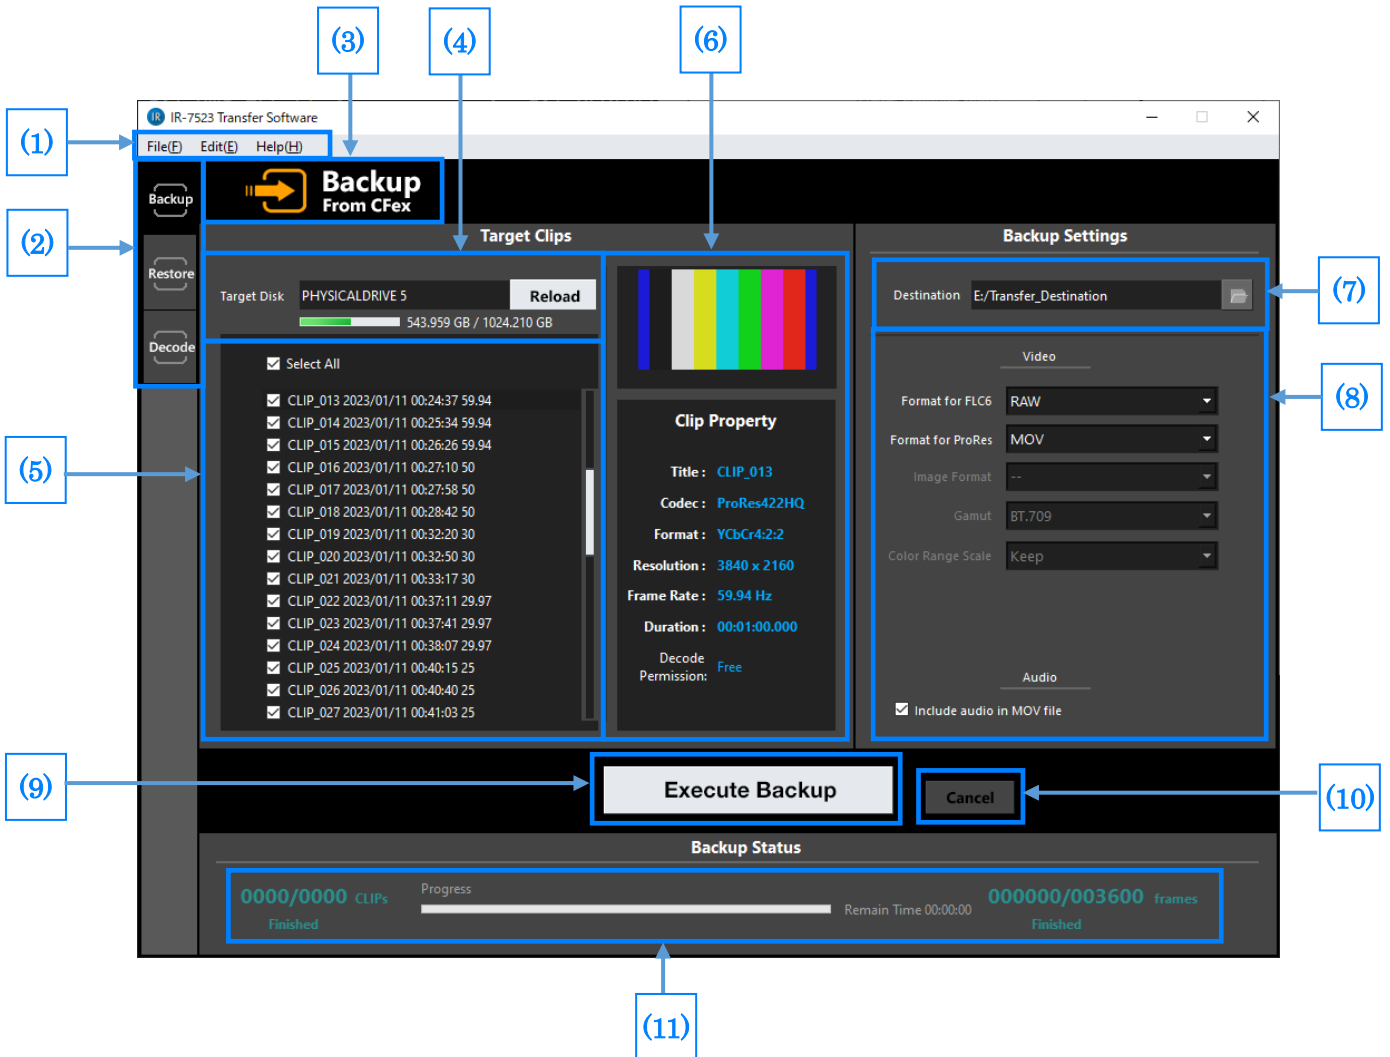 (3)
(4)
(6)
IR IR-7523 Transfer Software
(1)
File(F) Edit(E) Help(H)
Backup
From CFex
Backup
(2)
Restore
Decode
Target Clips
Target Disk PHYSICALDRIVE 5 Reload
543.959 GB / 1024.210 GB
Select All
CLIP_013 2023/01/11 00:24:37 59.94
CLIP_014 2023/01/11 00:25:34 59.94
CLIP_015 2023/01/11 00:26:26 59.94
CLIP_016 2023/01/11 00:27:10 50
CLIP_017 2023/01/11 00:27:58 50
CLIP_018 2023/01/11 00:28:42 50
CLIP_019 2023/01/11 00:32:20 30
CLIP_020 2023/01/11 00:32:50 30
CLIP_021 2023/01/11 00:33:17 30
CLIP_022 2023/01/11 00:37:11 29.97
CLIP_023 2023/01/11 00:37:41 29.97
CLIP_024 2023/01/11 00:38:07 29.97
CLIP_025 2023/01/11 00:40:15 25
CLIP_026 2023/01/11 00:40:40 25
CLIP_027 2023/01/11 00:41:03 25
(5)
Clip Property
Title : CLIP_013
Codec : ProRes422HQ
Format : YCbCr4:2:2
Resolution : 3840 x 2160
Frame Rate : 59.94 Hz
Duration : 00:01:00.000
Decode
Permission: Free
Backup Settings
Destination E:/Transfer_Destination
(7)
Video
Format for FLC6 RAW
(8)
Format for ProRes MOV
Image Format --
Gamut BT.709
Color Range Scale Keep
Audio
Include audio in MOV file
(9)
Execute Backup
Cancel
(10)
Backup Status
0000/0000 CLIPs
Finished
Progress
Remain Time 00:00:00
000000/003600 frames
Finished
(11)